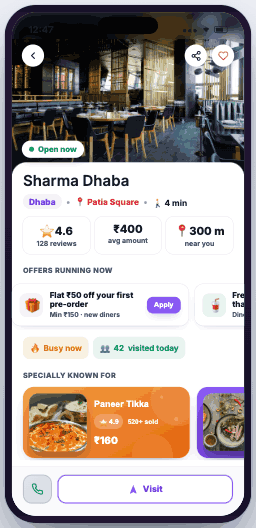 12:47
Open now
Sharma Dhaba
Dhaba • Patia Square • 4 min
4.6
128 reviews
₹400
avg amount
300 m
near you
OFFERS RUNNING NOW
Flat ₹50 off your first
pre-order
Min ₹150 · new diners
Apply
Busy now
42 visited today
SPECIALLY KNOWN FOR
Paneer Tikka
4.9
520+ sold
₹160
Visit